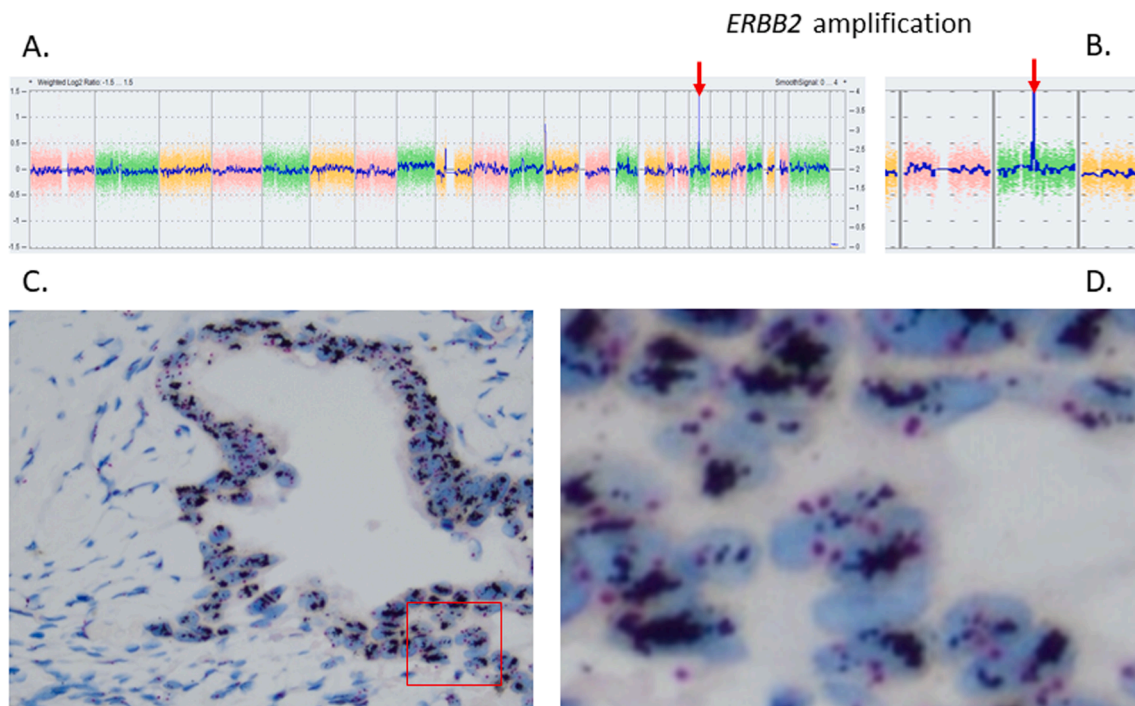 ERBB2 amplification
A.
B.
Weighted Log2 Ratio: -1.5 ... 1.5
SmoothSignal: 0 ... 4
1.5
1
0.5
0
-0.5
-1
-1.5
4
3.5
3
2.5
2
1.5
1
0.5
0
C.
D.